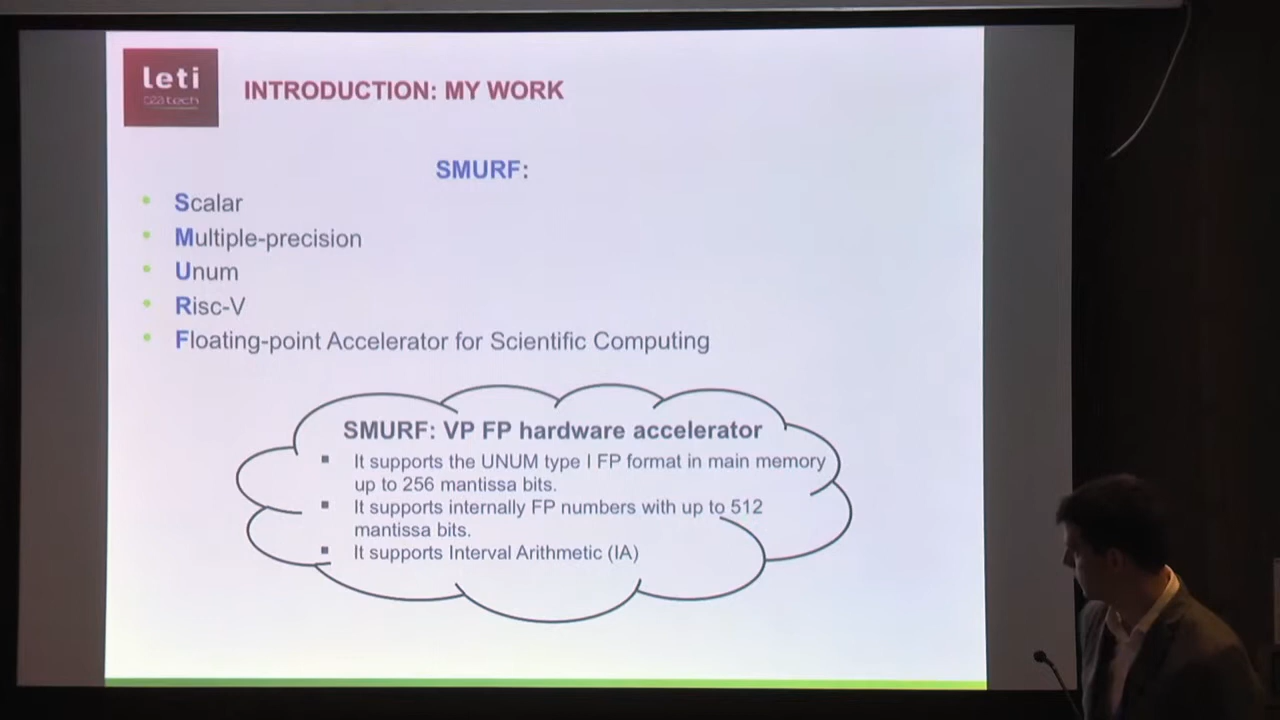 leti
ceatech
INTRODUCTION: MY WORK
SMURF:
• Scalar
• Multiple-precision
• Unum
• Risc-V
• Floating-point Accelerator for Scientific Computing
SMURF: VP FP hardware accelerator
▪ It supports the UNUM type I FP format in main memory
up to 256 mantissa bits.
▪ It supports internally FP numbers with up to 512
mantissa bits.
▪ It supports Interval Arithmetic (IA)